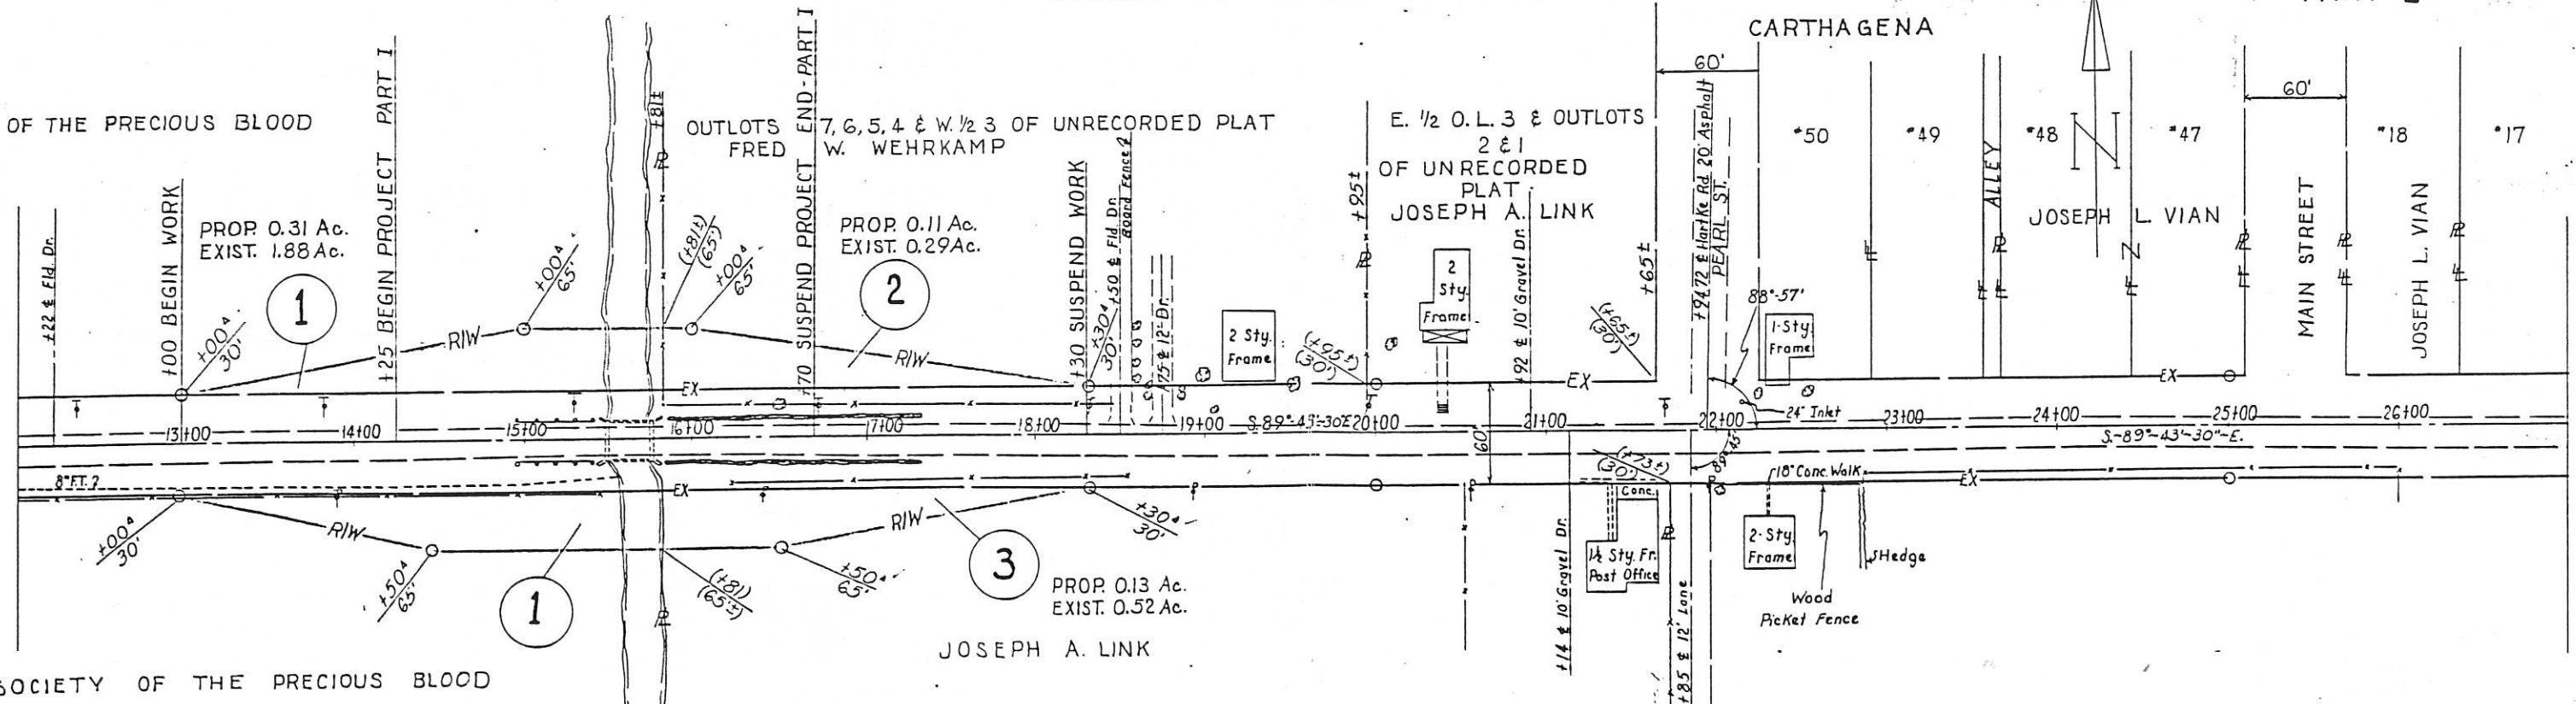 CARTHAGENA
60'
60'
OF THE PRECIOUS BLOOD
OUTLOTS 7, 6, 5, 4 & W. 1/2 3 OF UNRECORDED PLAT
FRED W. WEHRKAMP
E. 1/2 O.L. 3 & OUTLOTS
2 & 1
OF UNRECORDED
PLAT
JOSEPH A. LINK
#50
#49
ALLEY
#48
N
#47
#18
#17
JOSEPH L. VIAN
MAIN STREET
JOSEPH L. VIAN
+22 ℄ Fld. Dr.
+00 BEGIN WORK
PROP. 0.31 Ac.
EXIST. 1.88 Ac.
1
+25 BEGIN PROJECT PART I
+00
65'
+81±
(+81±)
(65')
+00
65'
+70 SUSPEND PROJECT END-PART I
PROP. 0.11 Ac.
EXIST. 0.29 Ac.
2
+30 SUSPEND WORK
+50 ℄ Fld. Dr.
Board Fence
+75 ℄ 12' Dr.
2 Sty.
Frame
+95±
2
Sty.
Frame
+92 ℄ 10' Gravel Dr.
+65±
+94.72 ℄ Hartke Rd. 20' Asphalt
PEARL ST.
88°-57'
1-Sty.
Frame
+00
30'
R/W
R/W
+30
30'
(+95±)
(30')
(+65±)
(30')
EX
EX
EX
24" Inlet
13+00
14+00
15+00
16+00
17+00
18+00
19+00
S.89°-43'-30"E.
20+00
21+00
22+00
23+00
24+00
25+00
26+00
S.-89°-43'-30"-E.
60'
89°-45'
8" F.T. ?
EX
EX
(+73±)
(30')
18" Conc. Walk
Conc.
+00
30'
R/W
+50
65'
(+81)
(65±)
+50
65'
R/W
+30
30'
1
3
PROP. 0.13 Ac.
EXIST. 0.52 Ac.
JOSEPH A. LINK
+14 ℄ 10' Gravel Dr.
1½ Sty. Fr.
Post Office
+85 ℄ 12' Lane
2-Sty.
Frame
Hedge
Wood
Picket Fence
SOCIETY OF THE PRECIOUS BLOOD